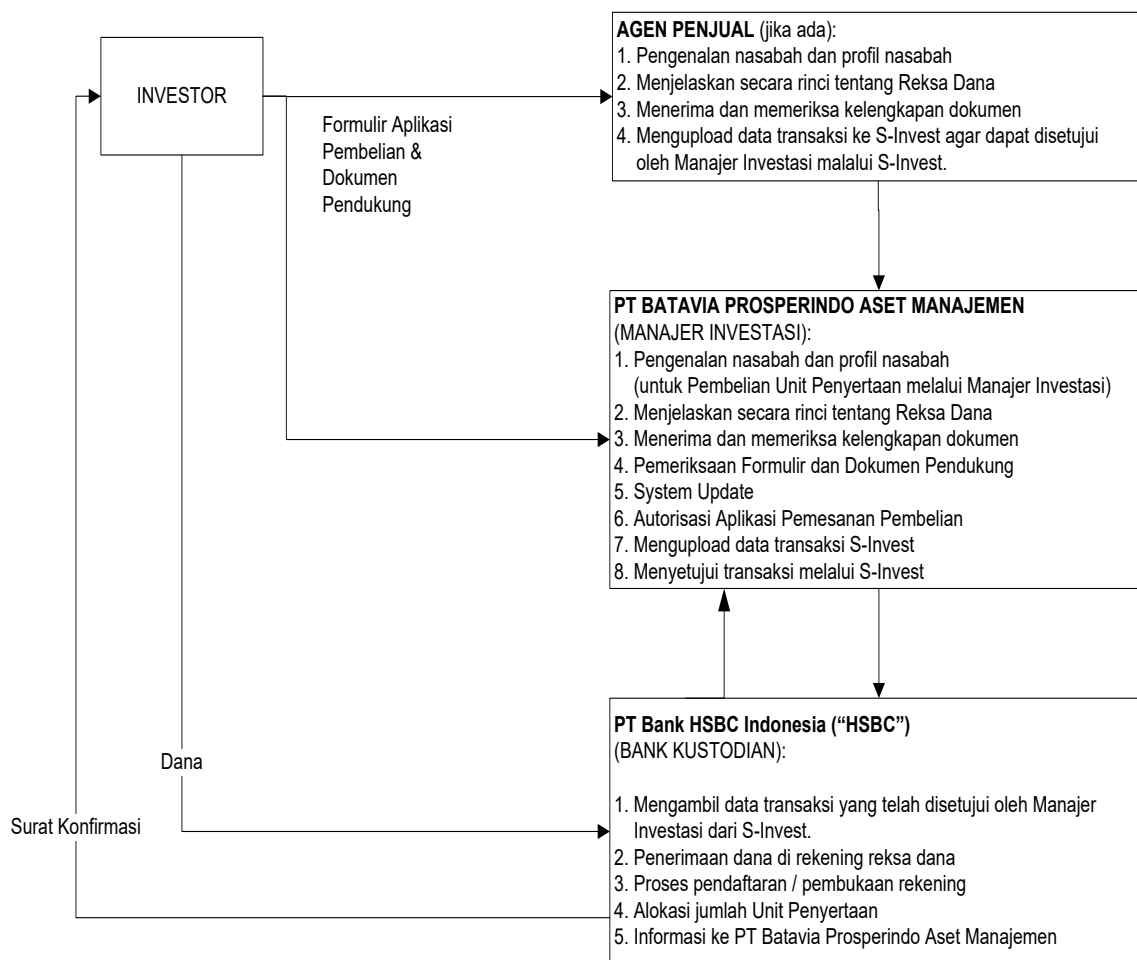 INVESTOR
Formulir Aplikasi
Pembelian &
Dokumen
Pendukung
AGEN PENJUAL (jika ada):
1. Pengenalan nasabah dan profil nasabah
2. Menjelaskan secara rinci tentang Reksa Dana
3. Menerima dan memeriksa kelengkapan dokumen
4. Mengupload data transaksi ke S-Invest agar dapat disetujui
oleh Manajer Investasi malalui S-Invest.
PT BATAVIA PROSPERINDO ASET MANAJEMEN
(MANAJER INVESTASI):
1. Pengenalan nasabah dan profil nasabah
(untuk Pembelian Unit Penyertaan melalui Manajer Investasi)
2. Menjelaskan secara rinci tentang Reksa Dana
3. Menerima dan memeriksa kelengkapan dokumen
4. Pemeriksaan Formulir dan Dokumen Pendukung
5. System Update
6. Autorisasi Aplikasi Pemesanan Pembelian
7. Mengupload data transaksi S-Invest
8. Menyetujui transaksi melalui S-Invest
PT Bank HSBC Indonesia (“HSBC”)
(BANK KUSTODIAN):
1. Mengambil data transaksi yang telah disetujui oleh Manajer
Investasi dari S-Invest.
2. Penerimaan dana di rekening reksa dana
3. Proses pendaftaran / pembukaan rekening
4. Alokasi jumlah Unit Penyertaan
5. Informasi ke PT Batavia Prosperindo Aset Manajemen
Dana
Surat Konfirmasi